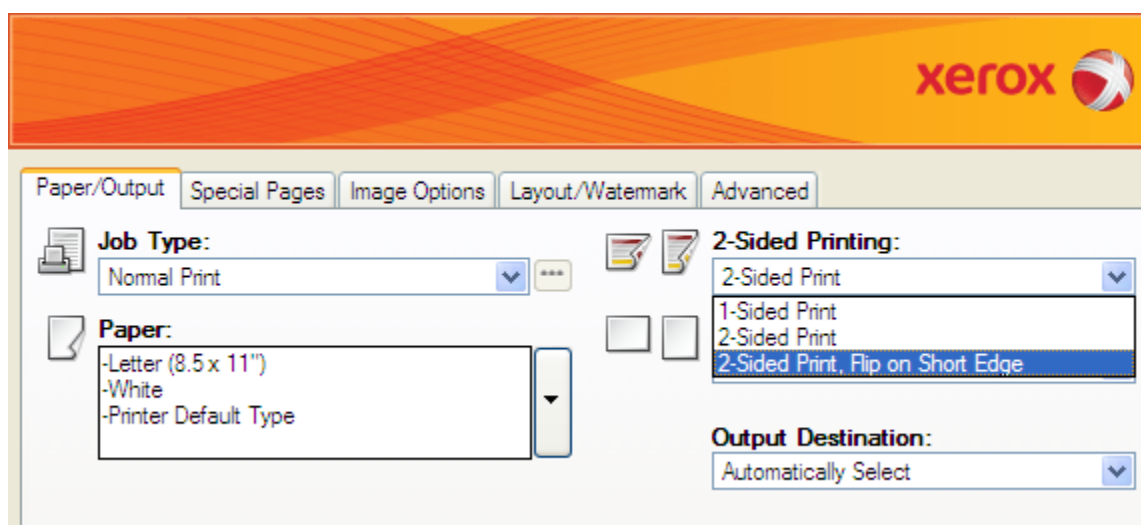 xerox
Paper/Output Special Pages Image Options Layout/Watermark Advanced
Job Type:
Normal Print
Paper:
-Letter (8.5 x 11")
-White
-Printer Default Type
2-Sided Printing:
2-Sided Print
1-Sided Print
2-Sided Print
2-Sided Print, Flip on Short Edge
Output Destination:
Automatically Select